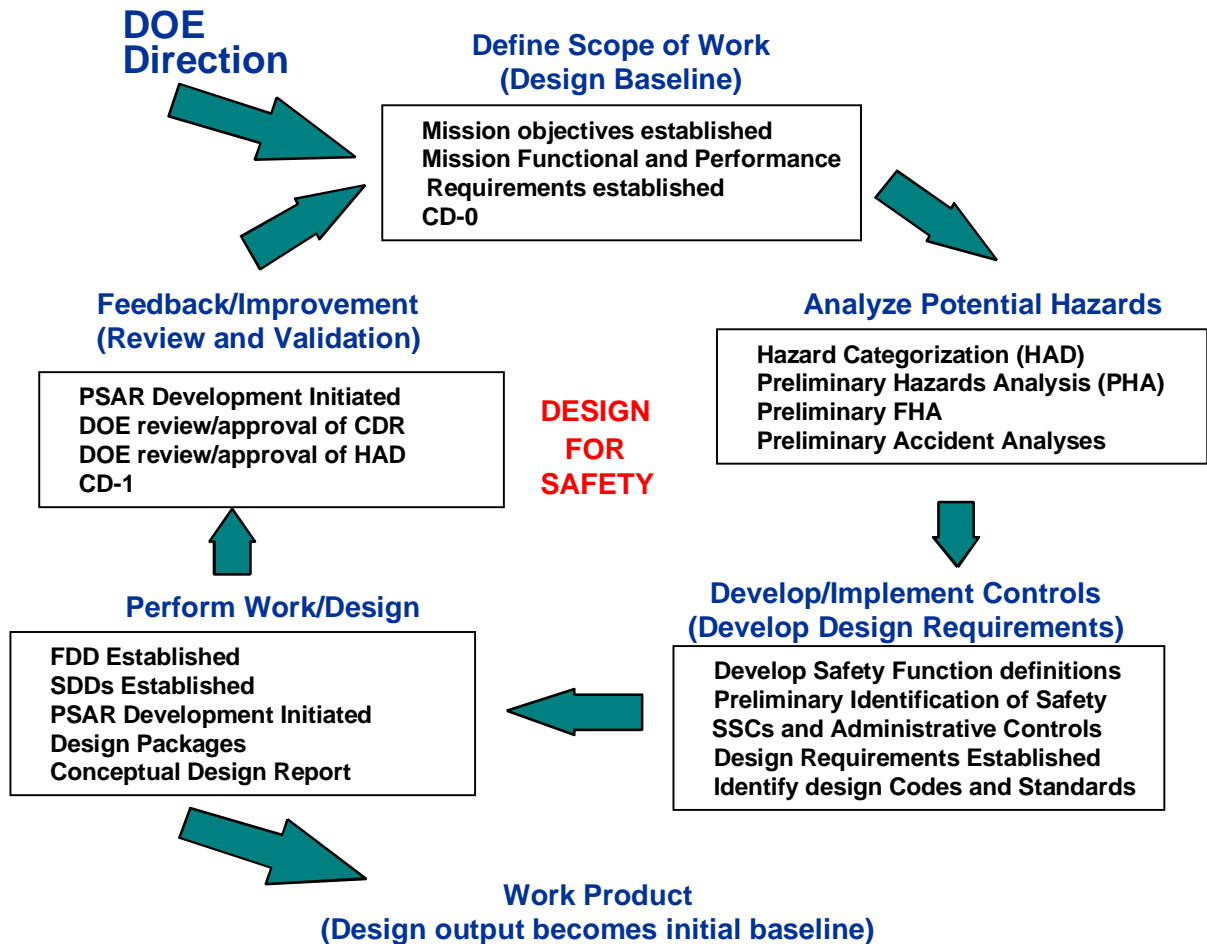 DOE
Direction
Define Scope of Work
(Design Baseline)
Mission objectives established
Mission Functional and Performance
Requirements established
CD-0
Analyze Potential Hazards
Hazard Categorization (HAD)
Preliminary Hazards Analysis (PHA)
Preliminary FHA
Preliminary Accident Analyses
Develop/Implement Controls
(Develop Design Requirements)
Develop Safety Function definitions
Preliminary Identification of Safety
SSCs and Administrative Controls
Design Requirements Established
Identify design Codes and Standards
Perform Work/Design
FDD Established
SDDs Established
PSAR Development Initiated
Design Packages
Conceptual Design Report
Feedback/Improvement
(Review and Validation)
PSAR Development Initiated
DOE review/approval of CDR
DOE review/approval of HAD
CD-1
DESIGN
FOR
SAFETY
Work Product
(Design output becomes initial baseline)